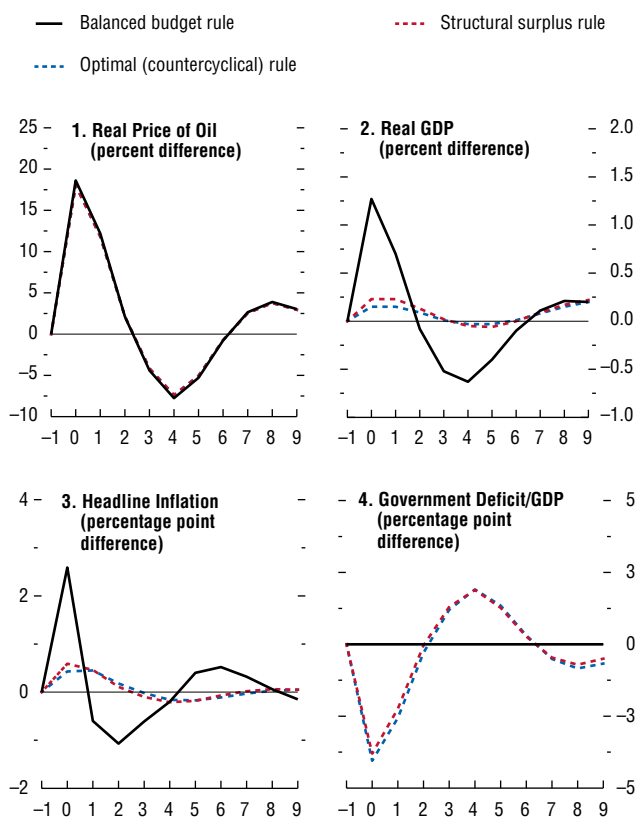 Balanced budget rule
Structural surplus rule
Optimal (countercyclical) rule
1. Real Price of Oil
(percent difference)
25
20
15
10
5
0
–5
–10
–1 0 1 2 3 4 5 6 7 8 9
2. Real GDP
(percent difference)
2.0
1.5
1.0
0.5
0.0
–0.5
–1.0
–1 0 1 2 3 4 5 6 7 8 9
3. Headline Inflation
(percentage point
difference)
4
2
0
–2
–1 0 1 2 3 4 5 6 7 8 9
4. Government Deficit/GDP
(percentage point
difference)
5
3
0
–3
–5
–1 0 1 2 3 4 5 6 7 8 9